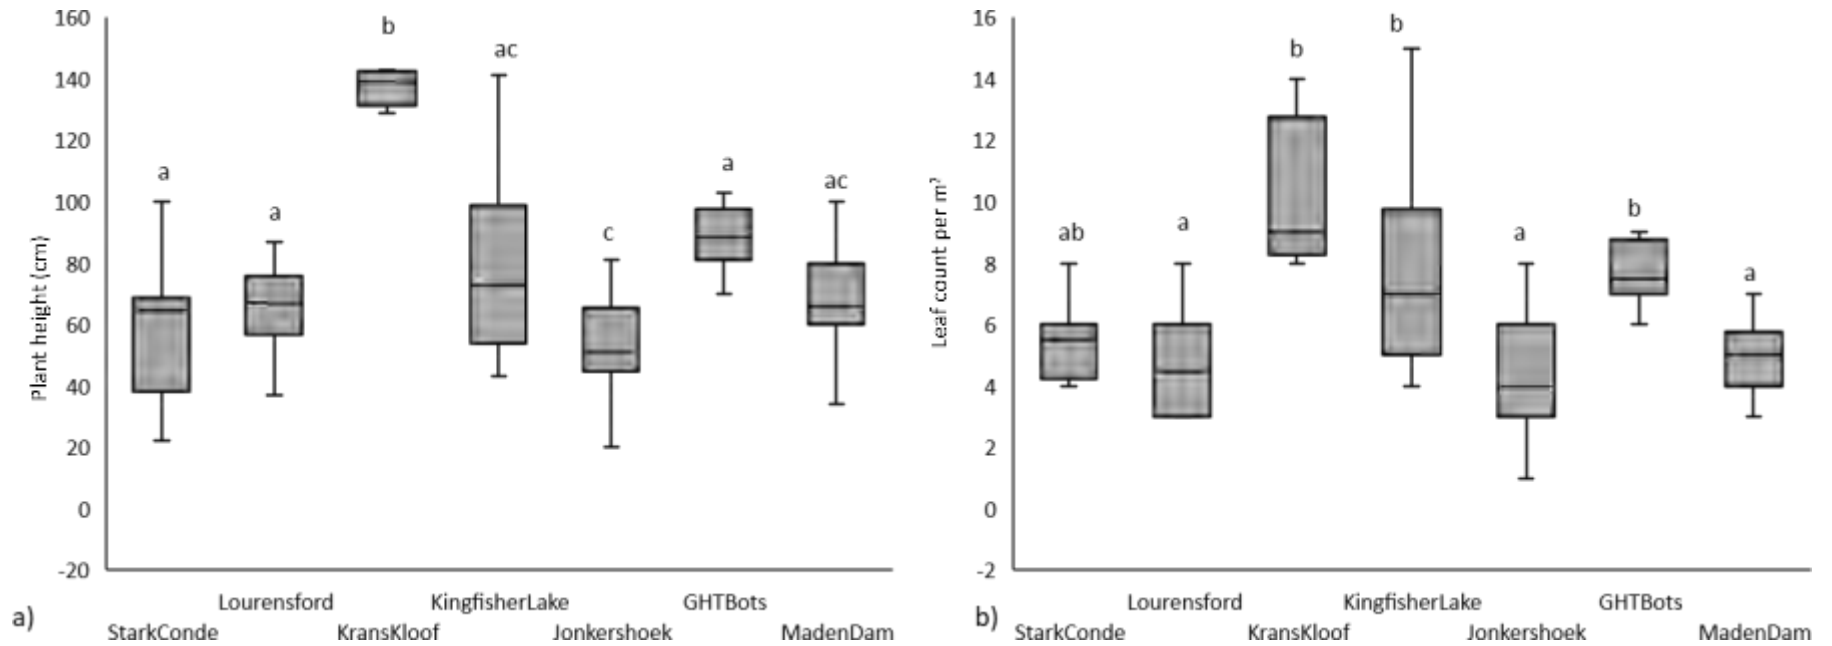 160
140
120
100
80
60
40
20
0
-20
Plant height (cm)
a
a
b
ac
c
a
ac
Lourensford KingfisherLake GHTBots
StarkConde KransKloof Jonkershoek MadenDam
a)
16
14
12
10
8
6
4
2
0
-2
Leaf count per m²
ab
a
b
b
a
b
a
Lourensford KingfisherLake GHTBots
StarkConde KransKloof Jonkershoek MadenDam
b)